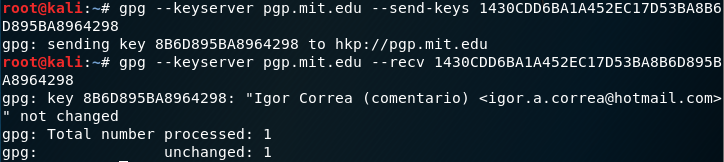 root@kali:~# gpg --keyserver pgp.mit.edu --send-keys 1430CDD6BA1A452EC17D53BA8B6
D895BA8964298
gpg: sending key 8B6D895BA8964298 to hkp://pgp.mit.edu
root@kali:~# gpg --keyserver pgp.mit.edu --recv 1430CDD6BA1A452EC17D53BA8B6D895B
A8964298
gpg: key 8B6D895BA8964298: "Igor Correa (comentario) <igor.a.correa@hotmail.com>
" not changed
gpg: Total number processed: 1
gpg:              unchanged: 1